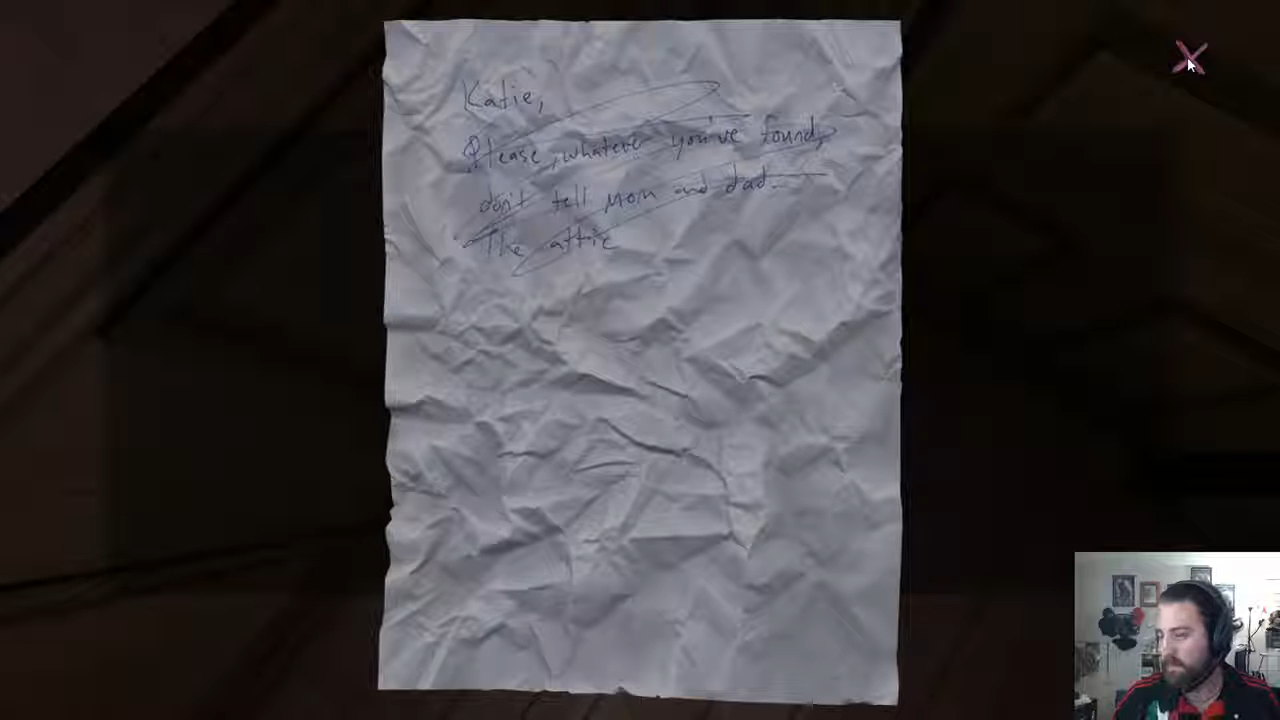 Katie,
Please, whatever you've found,
don't tell Mom and dad...
The attic